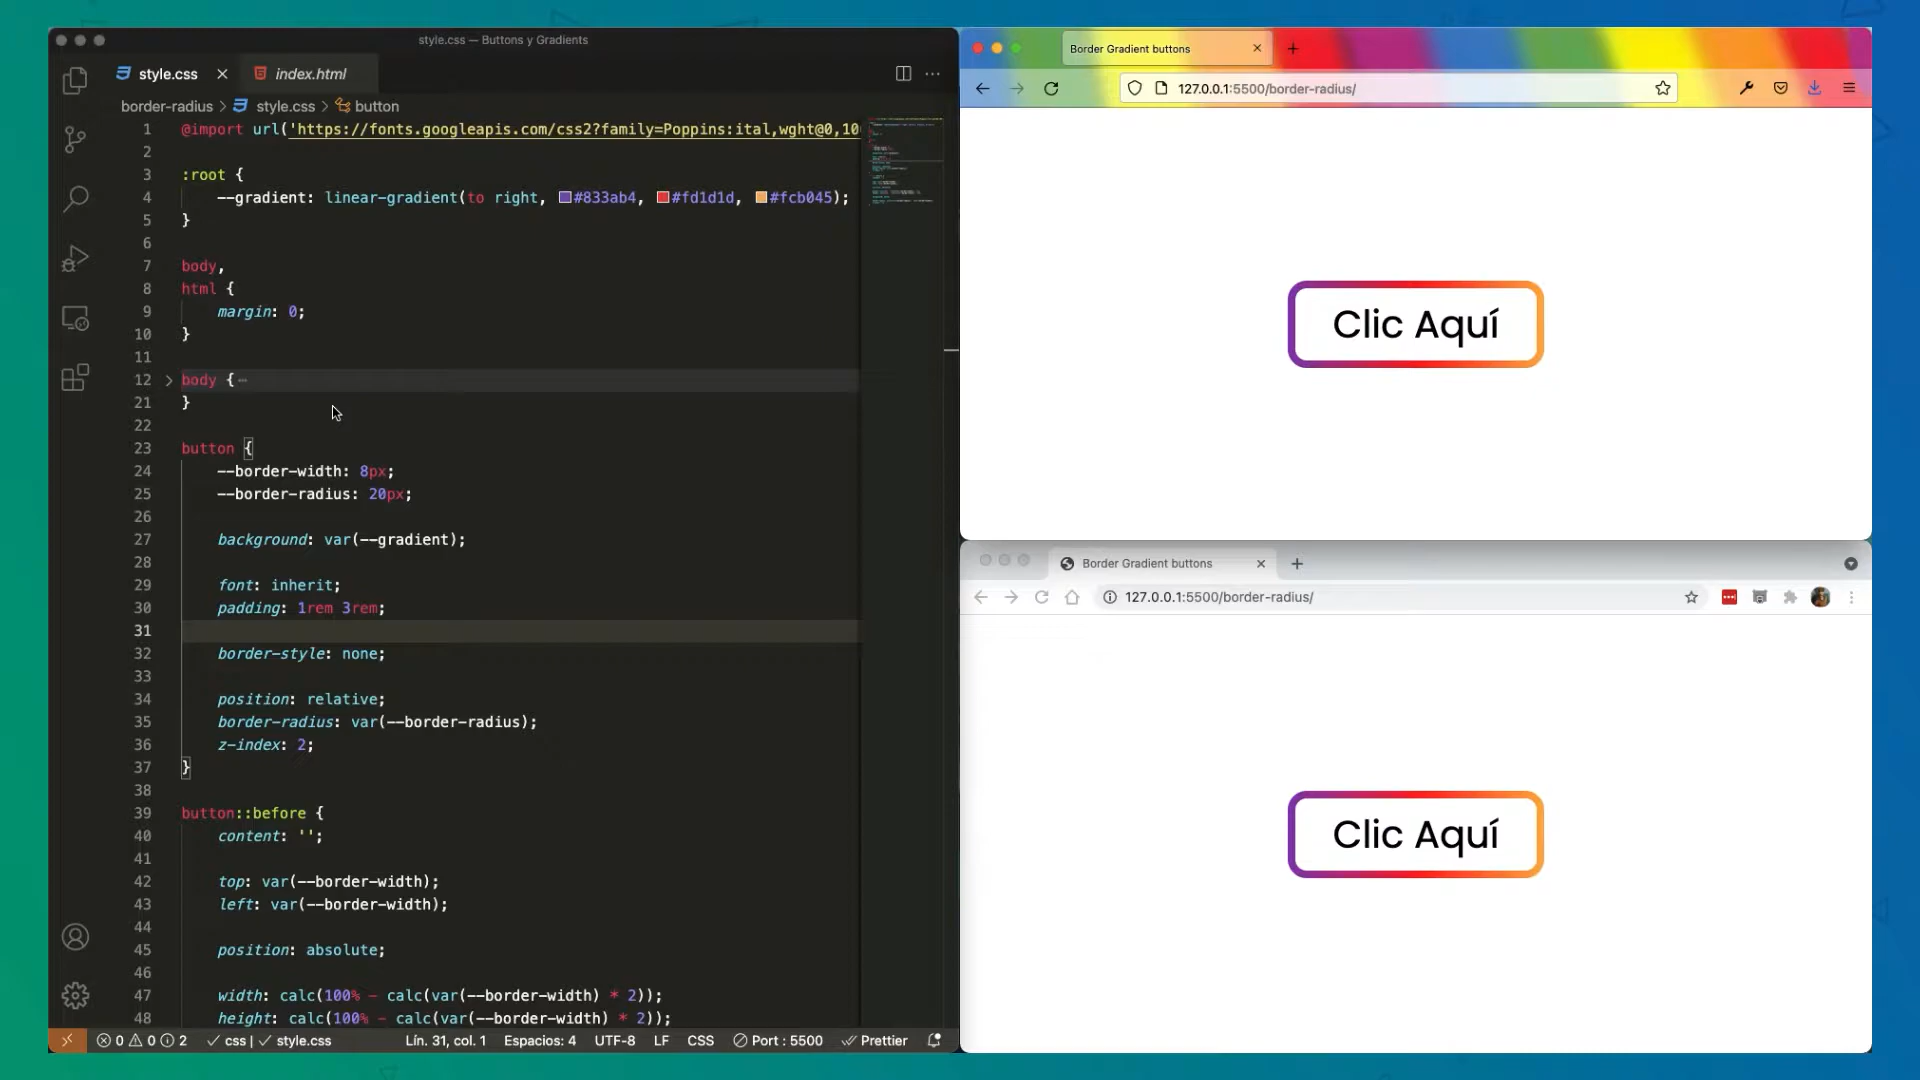 style.css — Buttons y Gradients
style.css
index.html
border-radius > style.css > button
1 @import url('https://fonts.googleapis.com/css2?family=Poppins:ital,wght@0,10
2
3 :root {
4 --gradient: linear-gradient(to right, #833ab4, #fd1d1d, #fcb045);
5 }
6
7 body,
8 html {
9 margin: 0;
10 }
11
12 body {
21 }
22
23 button {
24 --border-width: 8px;
25 --border-radius: 20px;
26
27 background: var(--gradient);
28
29 font: inherit;
30 padding: 1rem 3rem;
31
32 border-style: none;
33
34 position: relative;
35 border-radius: var(--border-radius);
36 z-index: 2;
37 }
38
39 button::before {
40 content: '';
41
42 top: var(--border-width);
43 left: var(--border-width);
44
45 position: absolute;
46
47 width: calc(100% - calc(var(--border-width) * 2));
48 height: calc(100% - calc(var(--border-width) * 2));
0 0 2 css | style.css Lín. 31, col. 1 Espacios: 4 UTF-8 LF CSS Port : 5500 Prettier
Border Gradient buttons
127.0.0.1:5500/border-radius/
Clic Aquí
Border Gradient buttons
127.0.0.1:5500/border-radius/
Clic Aquí